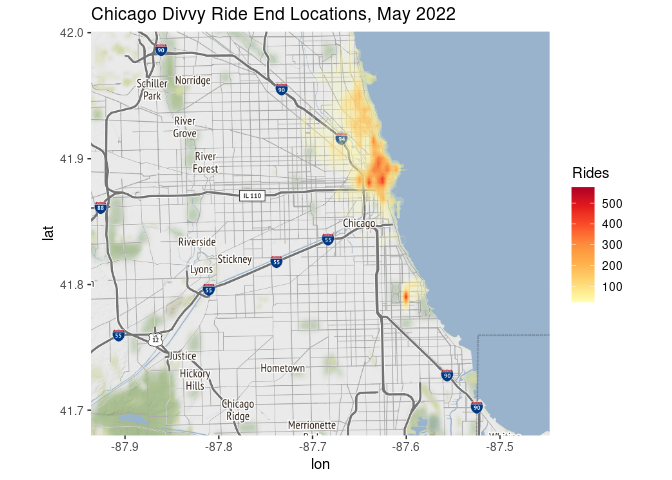 Chicago Divvy Ride End Locations, May 2022
42.0
41.9
41.8
41.7
lat
-87.9
-87.8
-87.7
-87.6
-87.5
lon
Rides
500
400
300
200
100
90
Schiller
Park
Norridge
90
River
Grove
94
River
Forest
IL 110
88
Chicago
Riverside
55
Stickney
55
Lyons
55
55
12
Justice
Hickory
Hills
Hometown
90
Chicago
Ridge
90
Merrionette